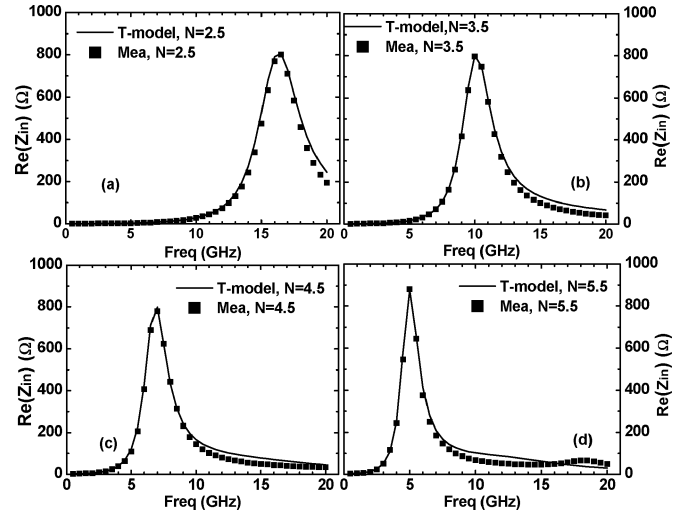 1000
800
600
400
200
0
Re(Zin) (Ω)
T-model, N=2.5
Mea, N=2.5
(a)
0 5 10 15 20
Freq (GHz)
T-model,N=3.5
Mea, N=3.5
(b)
1000
800
600
400
200
0
Re(Zin) (Ω)
0 5 10 15 20
Freq (GHz)
1000
800
600
400
200
0
Re(Zin) (Ω)
T-model, N=4.5
Mea, N=4.5
(c)
0 5 10 15 20
Freq (GHz)
T-model, N=5.5
Mea, N=5.5
(d)
1000
800
600
400
200
0
Re(Zin) (Ω)
0 5 10 15 20
Freq (GHz)